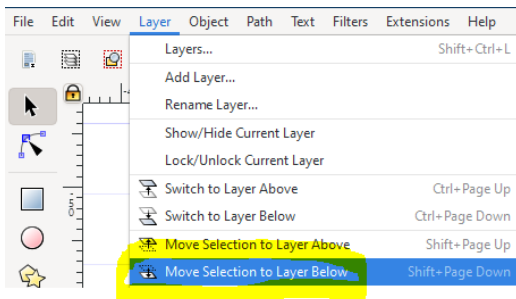 File Edit View Layer Object Path Text Filters Extensions Help
Layers... Shift+Ctrl+L
Add Layer...
Rename Layer...
Show/Hide Current Layer
Lock/Unlock Current Layer
Switch to Layer Above Ctrl+Page Up
Switch to Layer Below Ctrl+Page Down
Move Selection to Layer Above Shift+Page Up
Move Selection to Layer Below Shift+Page Down